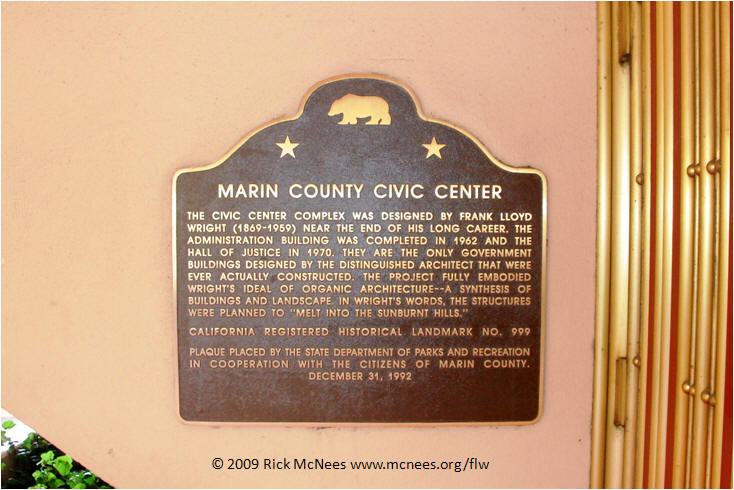 MARIN COUNTY CIVIC CENTER
THE CIVIC CENTER COMPLEX WAS DESIGNED BY FRANK LLOYD
WRIGHT (1869-1959) NEAR THE END OF HIS LONG CAREER. THE
ADMINISTRATION BUILDING WAS COMPLETED IN 1962 AND THE
HALL OF JUSTICE IN 1970. THEY ARE THE ONLY GOVERNMENT
BUILDINGS DESIGNED BY THE DISTINGUISHED ARCHITECT THAT WERE
EVER ACTUALLY CONSTRUCTED. THE PROJECT FULLY EMBODIED
WRIGHT'S IDEAL OF ORGANIC ARCHITECTURE--A SYNTHESIS OF
BUILDINGS AND LANDSCAPE. IN WRIGHT'S WORDS, THE STRUCTURES
WERE PLANNED TO "MELT INTO THE SUNBURNT HILLS."
CALIFORNIA REGISTERED HISTORICAL LANDMARK NO. 999
PLAQUE PLACED BY THE STATE DEPARTMENT OF PARKS AND RECREATION
IN COOPERATION WITH THE CITIZENS OF MARIN COUNTY.
DECEMBER 31, 1992
© 2009 Rick McNees www.mcnees.org/flw